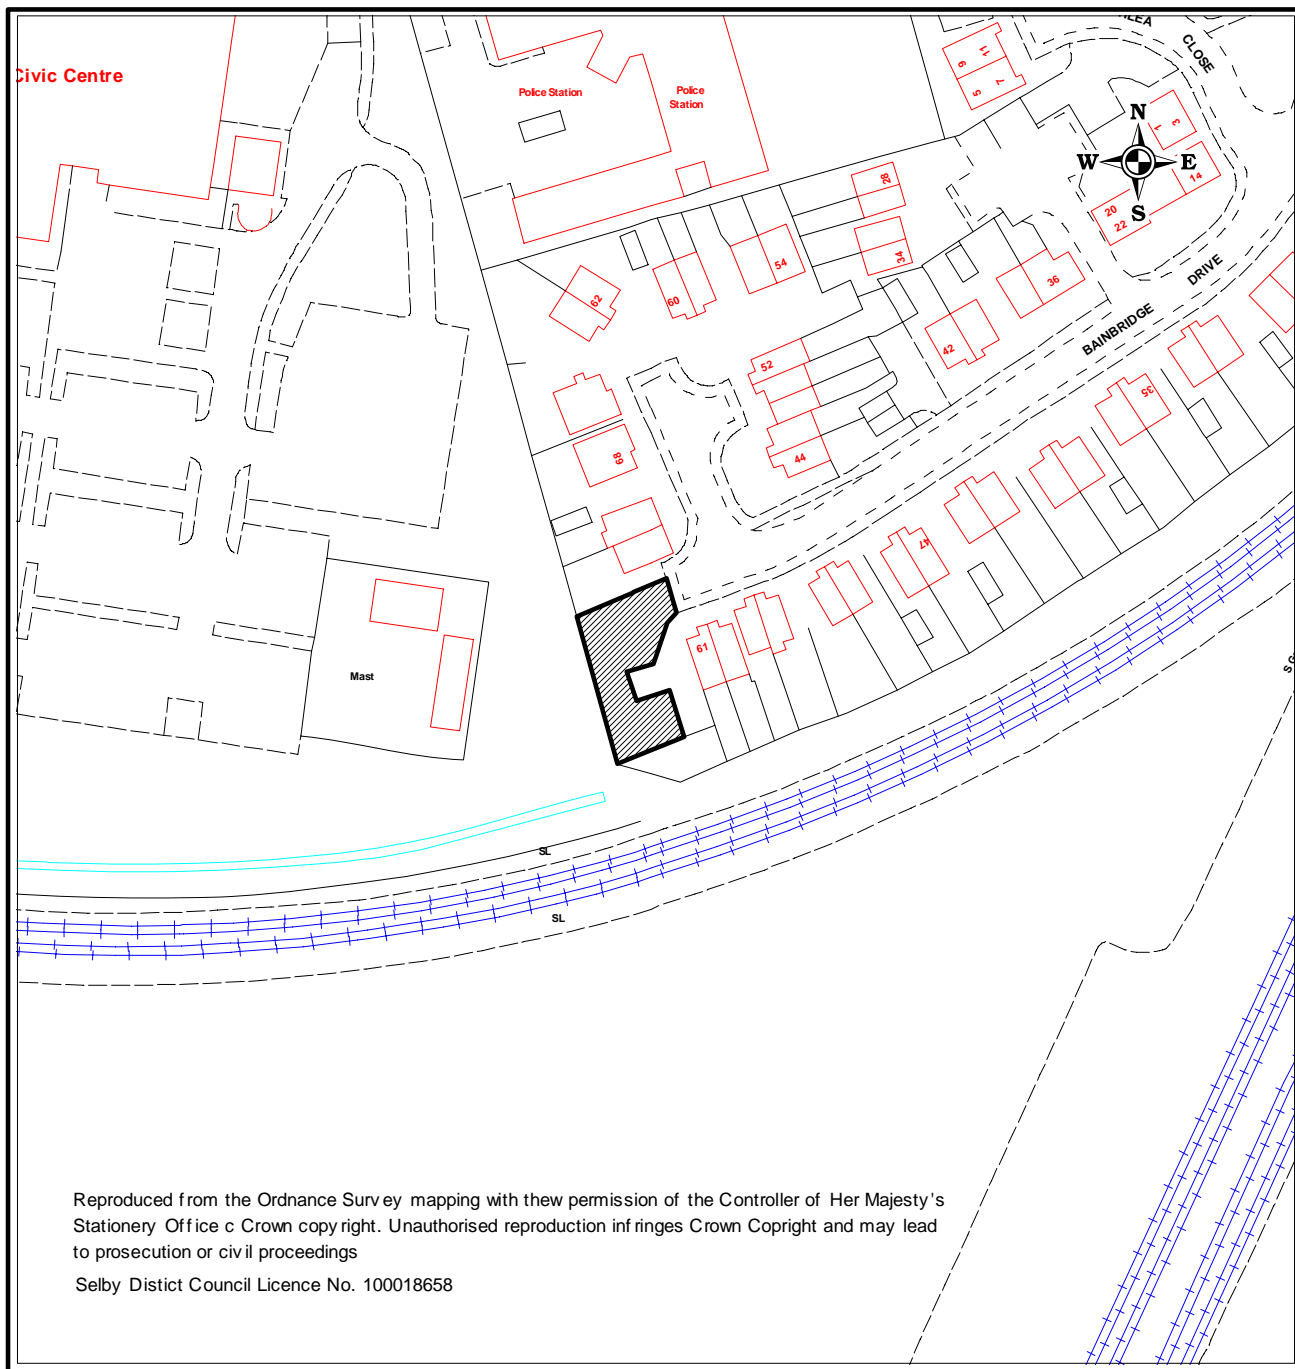 Civic Centre
Police Station
Police
Station
CLOSE
11
9
7
5
3
1
N
W E
S
14
20
22
28
34
36
54
60
62
DRIVE
BAINBRIDGE
42
52
44
35
68
47
61
Mast
SL
SL
Reproduced from the Ordnance Survey mapping with thew permission of the Controller of Her Majesty's
Stationery Office c Crown copyright. Unauthorised reproduction infringes Crown Copright and may lead
to prosecution or civil proceedings
Selby Distict Council Licence No. 100018658